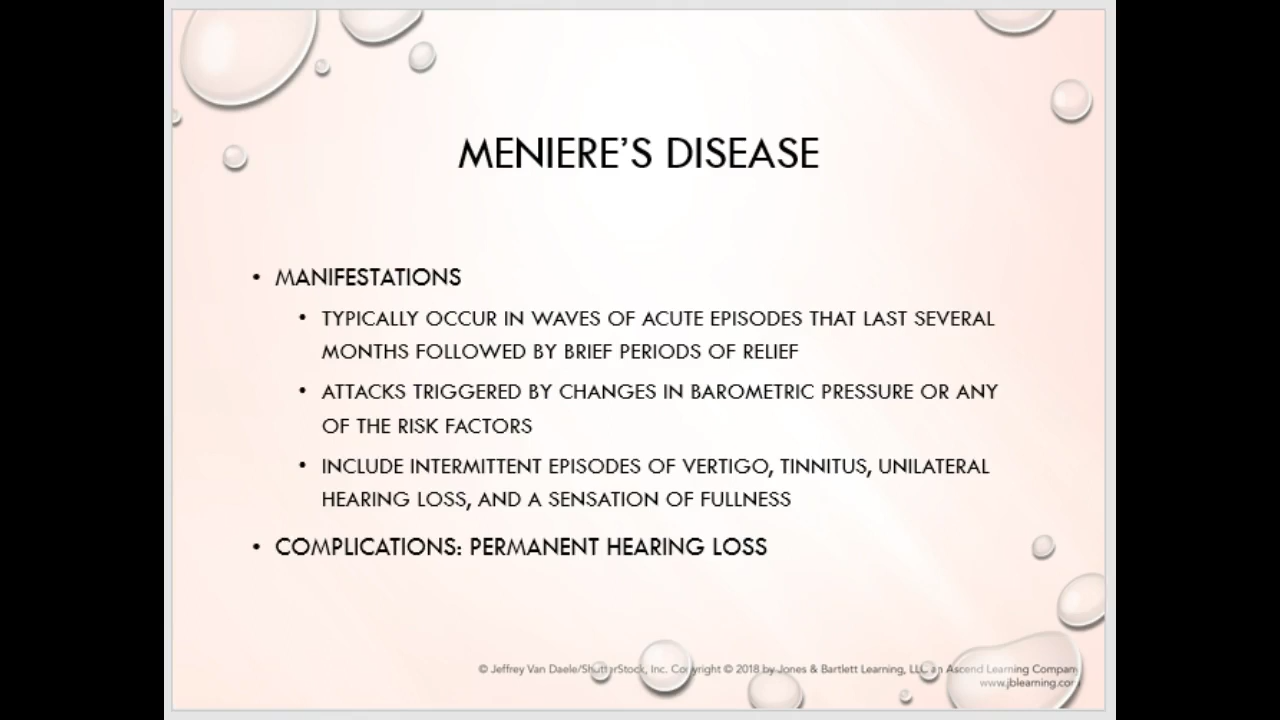 MENIERE'S DISEASE
• MANIFESTATIONS
• TYPICALLY OCCUR IN WAVES OF ACUTE EPISODES THAT LAST SEVERAL
MONTHS FOLLOWED BY BRIEF PERIODS OF RELIEF
• ATTACKS TRIGGERED BY CHANGES IN BAROMETRIC PRESSURE OR ANY
OF THE RISK FACTORS
• INCLUDE INTERMITTENT EPISODES OF VERTIGO, TINNITUS, UNILATERAL
HEARING LOSS, AND A SENSATION OF FULLNESS
• COMPLICATIONS: PERMANENT HEARING LOSS
© Jeffrey Van Daele/ShutterStock, Inc. Copyright © 2018 by Jones & Bartlett Learning, LLC an Ascend Learning Company
www.jblearning.com